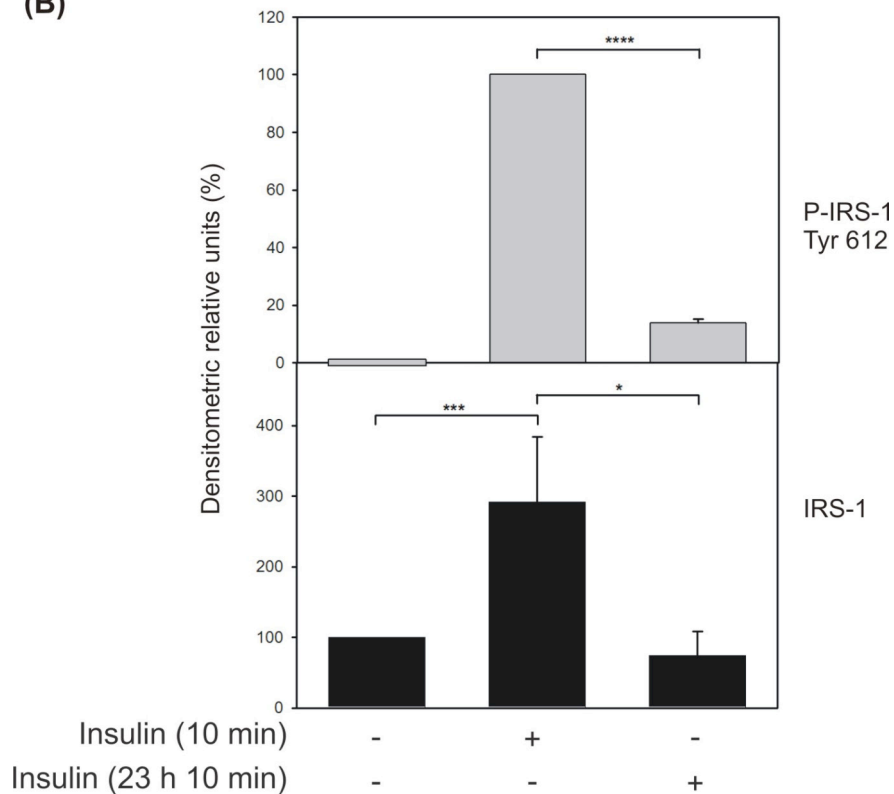 (B)
120
100
80
60
40
20
0
****
P-IRS-1
Tyr 612
Densitometric relative units (%)
400
300
200
100
0
***
*
IRS-1
Insulin (10 min) - + -
Insulin (23 h 10 min) - - +